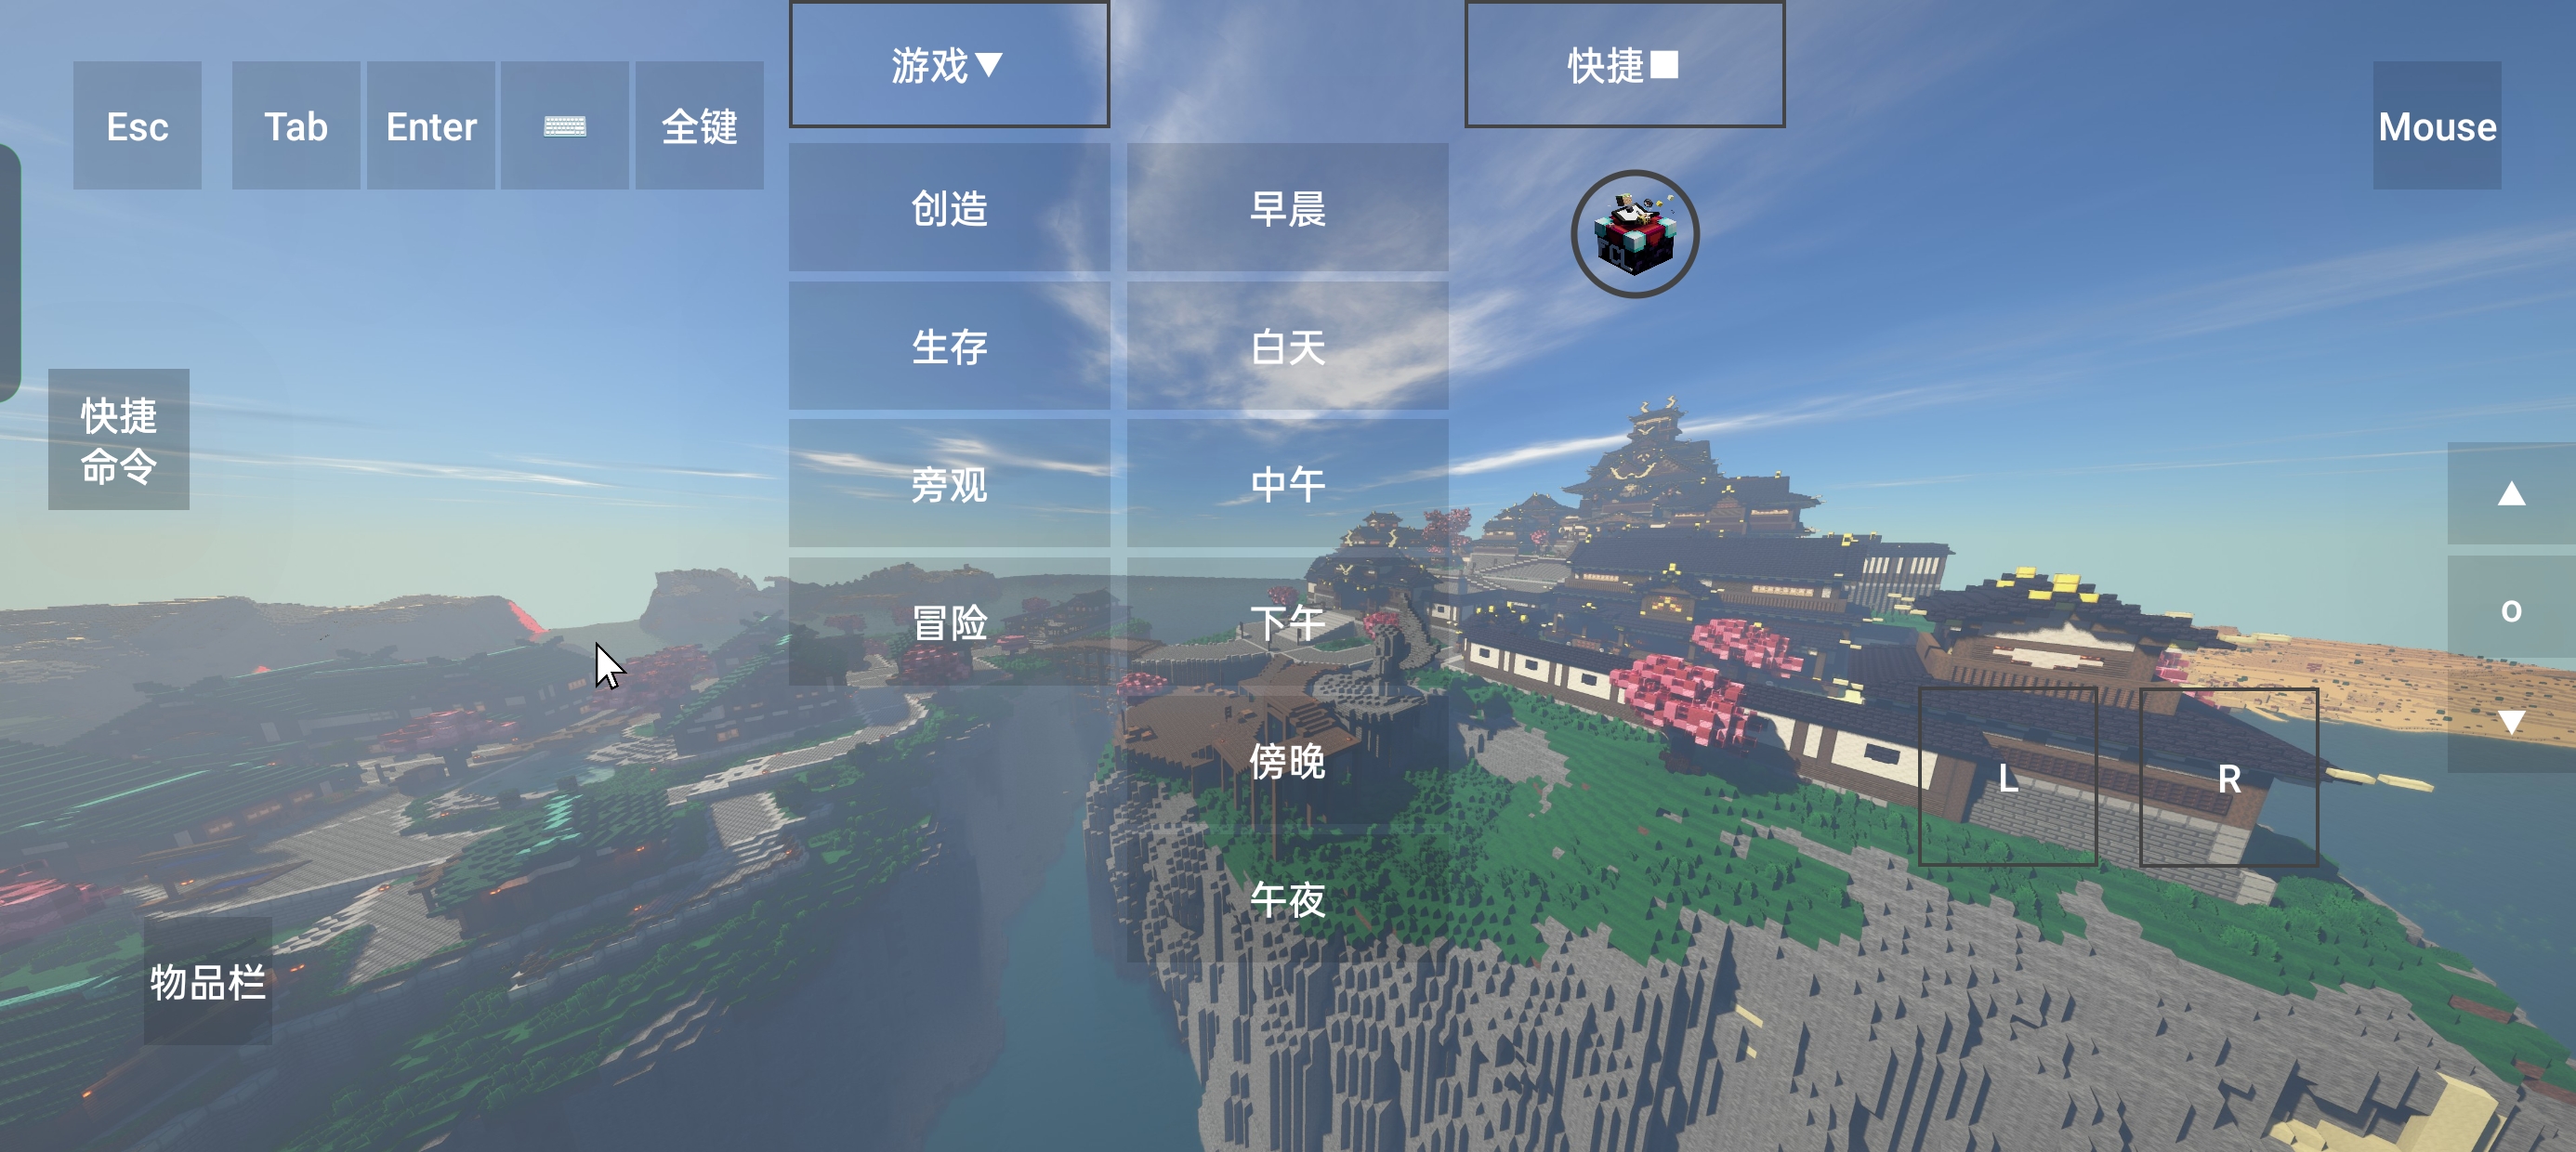 游戏▼
快捷■
Esc
Tab
Enter
全键
Mouse
创造
早晨
生存
白天
快捷
命令
旁观
中午
▲
冒险
下午
o
▼
傍晚
L
R
午夜
物品栏
FCL